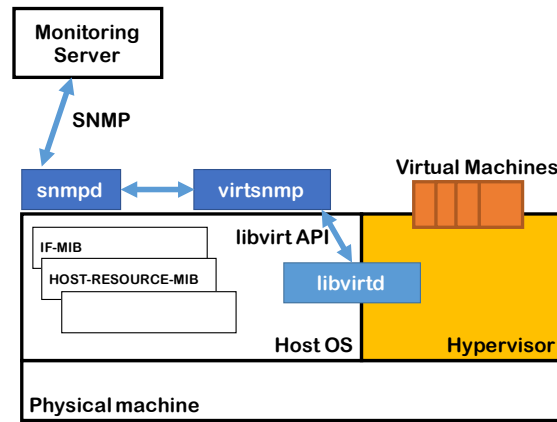 Monitoring
Server
SNMP
snmpd
virtsnmp
Virtual Machines
libvirt API
IF-MIB
HOST-RESOURCE-MIB
libvirtd
Host OS
Hypervisor
Physical machine